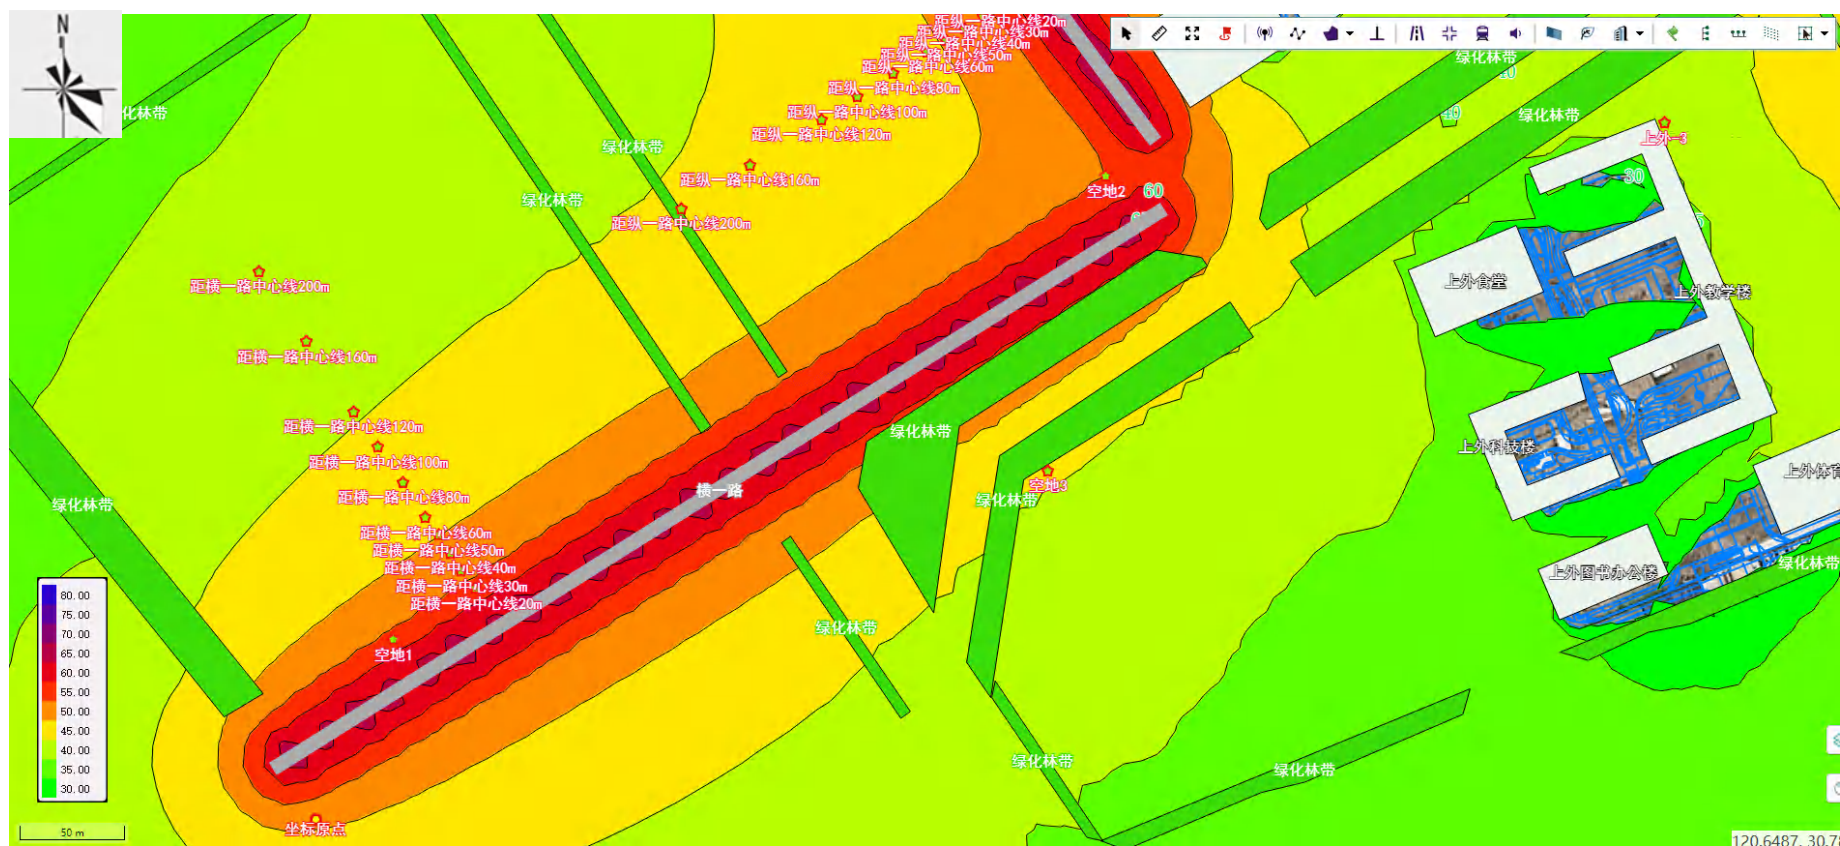 N
距纵一路中心线20m
距纵一路中心线30m
距纵一路中心线40m
距纵一路中心线50m
距纵一路中心线60m
距纵一路中心线80m
距纵一路中心线100m
距纵一路中心线120m
距纵一路中心线160m
距纵一路中心线200m
绿化林带
绿化林带
绿化林带
绿化林带
绿化林带
40
上外-3
30
空地2
60
上外食堂
上外教学楼
距横一路中心线200m
距横一路中心线160m
距横一路中心线120m
距横一路中心线100m
距横一路中心线80m
距横一路中心线60m
距横一路中心线50m
距横一路中心线40m
距横一路中心线30m
距横一路中心线20m
绿化林带
上外科技楼
上外体育
空地3
绿化林带
横一路
绿化林带
上外图书办公楼
绿化林带
绿化林带
空地1
绿化林带
绿化林带
坐标原点
80.00
75.00
70.00
65.00
60.00
55.00
50.00
45.00
40.00
35.00
30.00
50 m
120.6487, 30.78